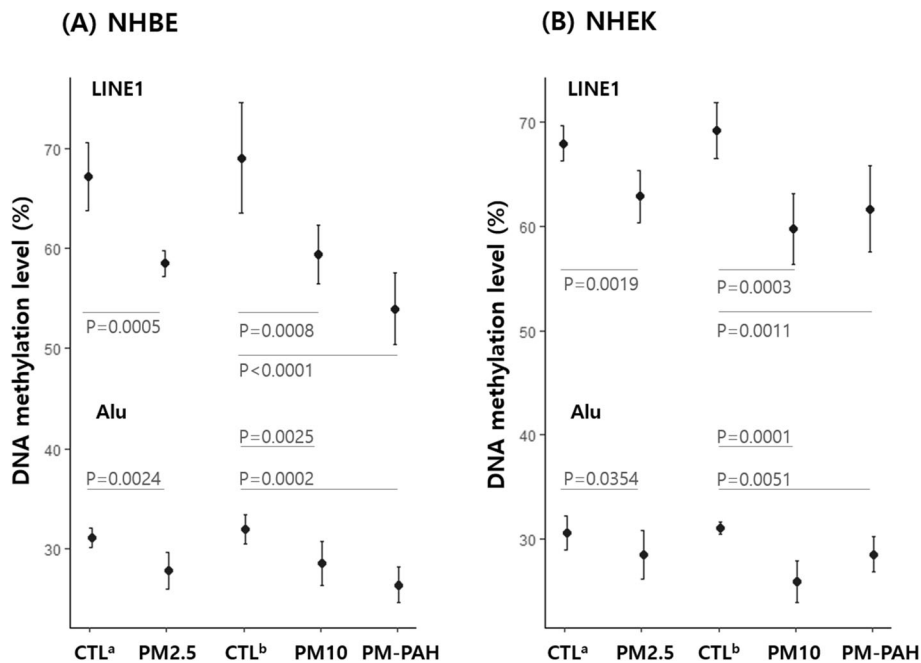 (A) NHBE
LINE1
70
60
50
40
30
DNA methylation level (%)
P=0.0005
P=0.0008
P<0.0001
Alu
P=0.0025
P=0.0024
P=0.0002
CTLᵃ PM2.5 CTLᵇ PM10 PM-PAH
(B) NHEK
LINE1
70
60
50
40
30
DNA methylation level (%)
P=0.0019
P=0.0003
P=0.0011
Alu
P=0.0001
P=0.0354
P=0.0051
CTLᵃ PM2.5 CTLᵇ PM10 PM-PAH